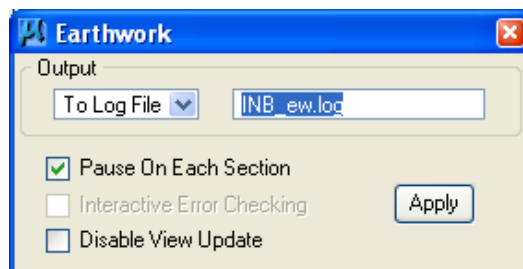 Earthwork
Output
To Log File INB_ew.log
Pause On Each Section
Interactive Error Checking
Apply
Disable View Update